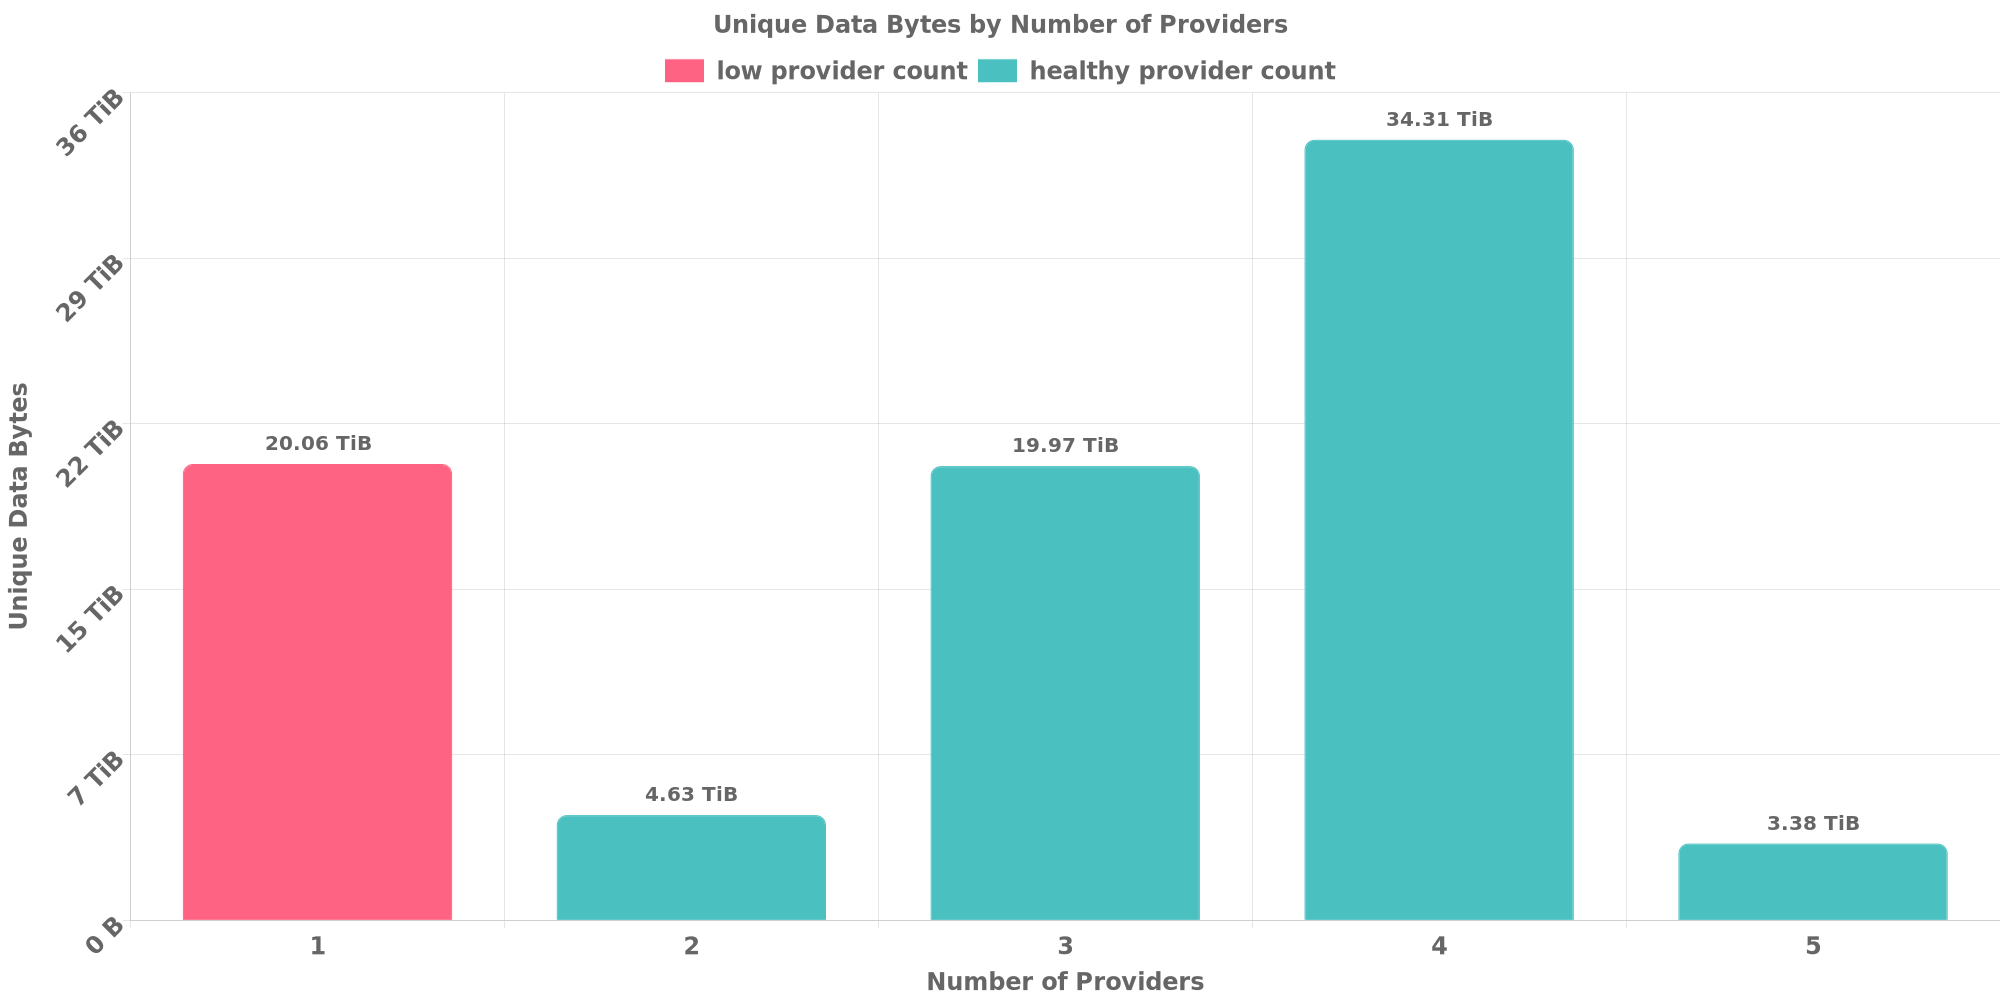 Unique Data Bytes by Number of Providers
low provider count healthy provider count
36 TiB
29 TiB
22 TiB
15 TiB
7 TiB
0 B
Unique Data Bytes
20.06 TiB
4.63 TiB
19.97 TiB
34.31 TiB
3.38 TiB
1 2 3 4 5
Number of Providers